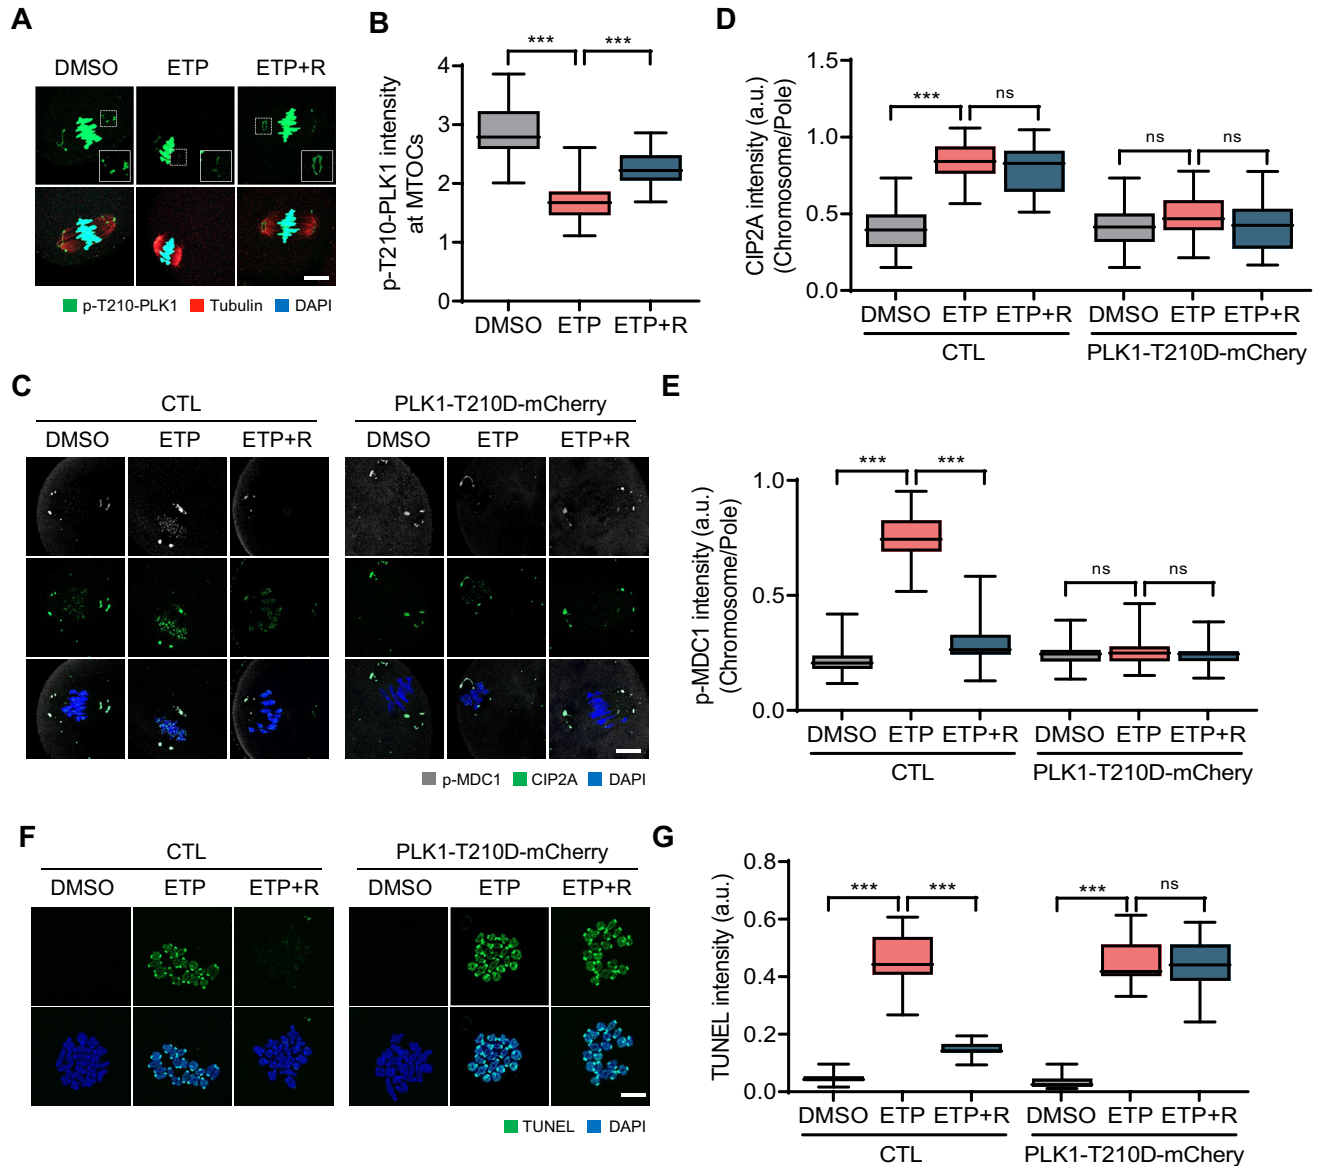 A
DMSO ETP ETP+R
p-T210-PLK1 Tubulin DAPI
B
p-T210-PLK1 intensity
at MTOCs
4
3
2
1
0
*** ***
DMSO ETP ETP+R
D
CIP2A intensity (a.u.)
(Chromosome/Pole)
1.5
1.0
0.5
0.0
*** ns ns ns
DMSO ETP ETP+R DMSO ETP ETP+R
CTL PLK1-T210D-mChery
C
CTL PLK1-T210D-mCherry
DMSO ETP ETP+R DMSO ETP ETP+R
p-MDC1 CIP2A DAPI
E
p-MDC1 intensity (a.u.)
(Chromosome/Pole)
1.0
0.5
0.0
*** *** ns ns
DMSO ETP ETP+R DMSO ETP ETP+R
CTL PLK1-T210D-mChery
F
CTL PLK1-T210D-mCherry
DMSO ETP ETP+R DMSO ETP ETP+R
TUNEL DAPI
G
TUNEL intensity (a.u.)
0.8
0.6
0.4
0.2
0.0
*** *** *** ns
DMSO ETP ETP+R DMSO ETP ETP+R
CTL PLK1-T210D-mChery